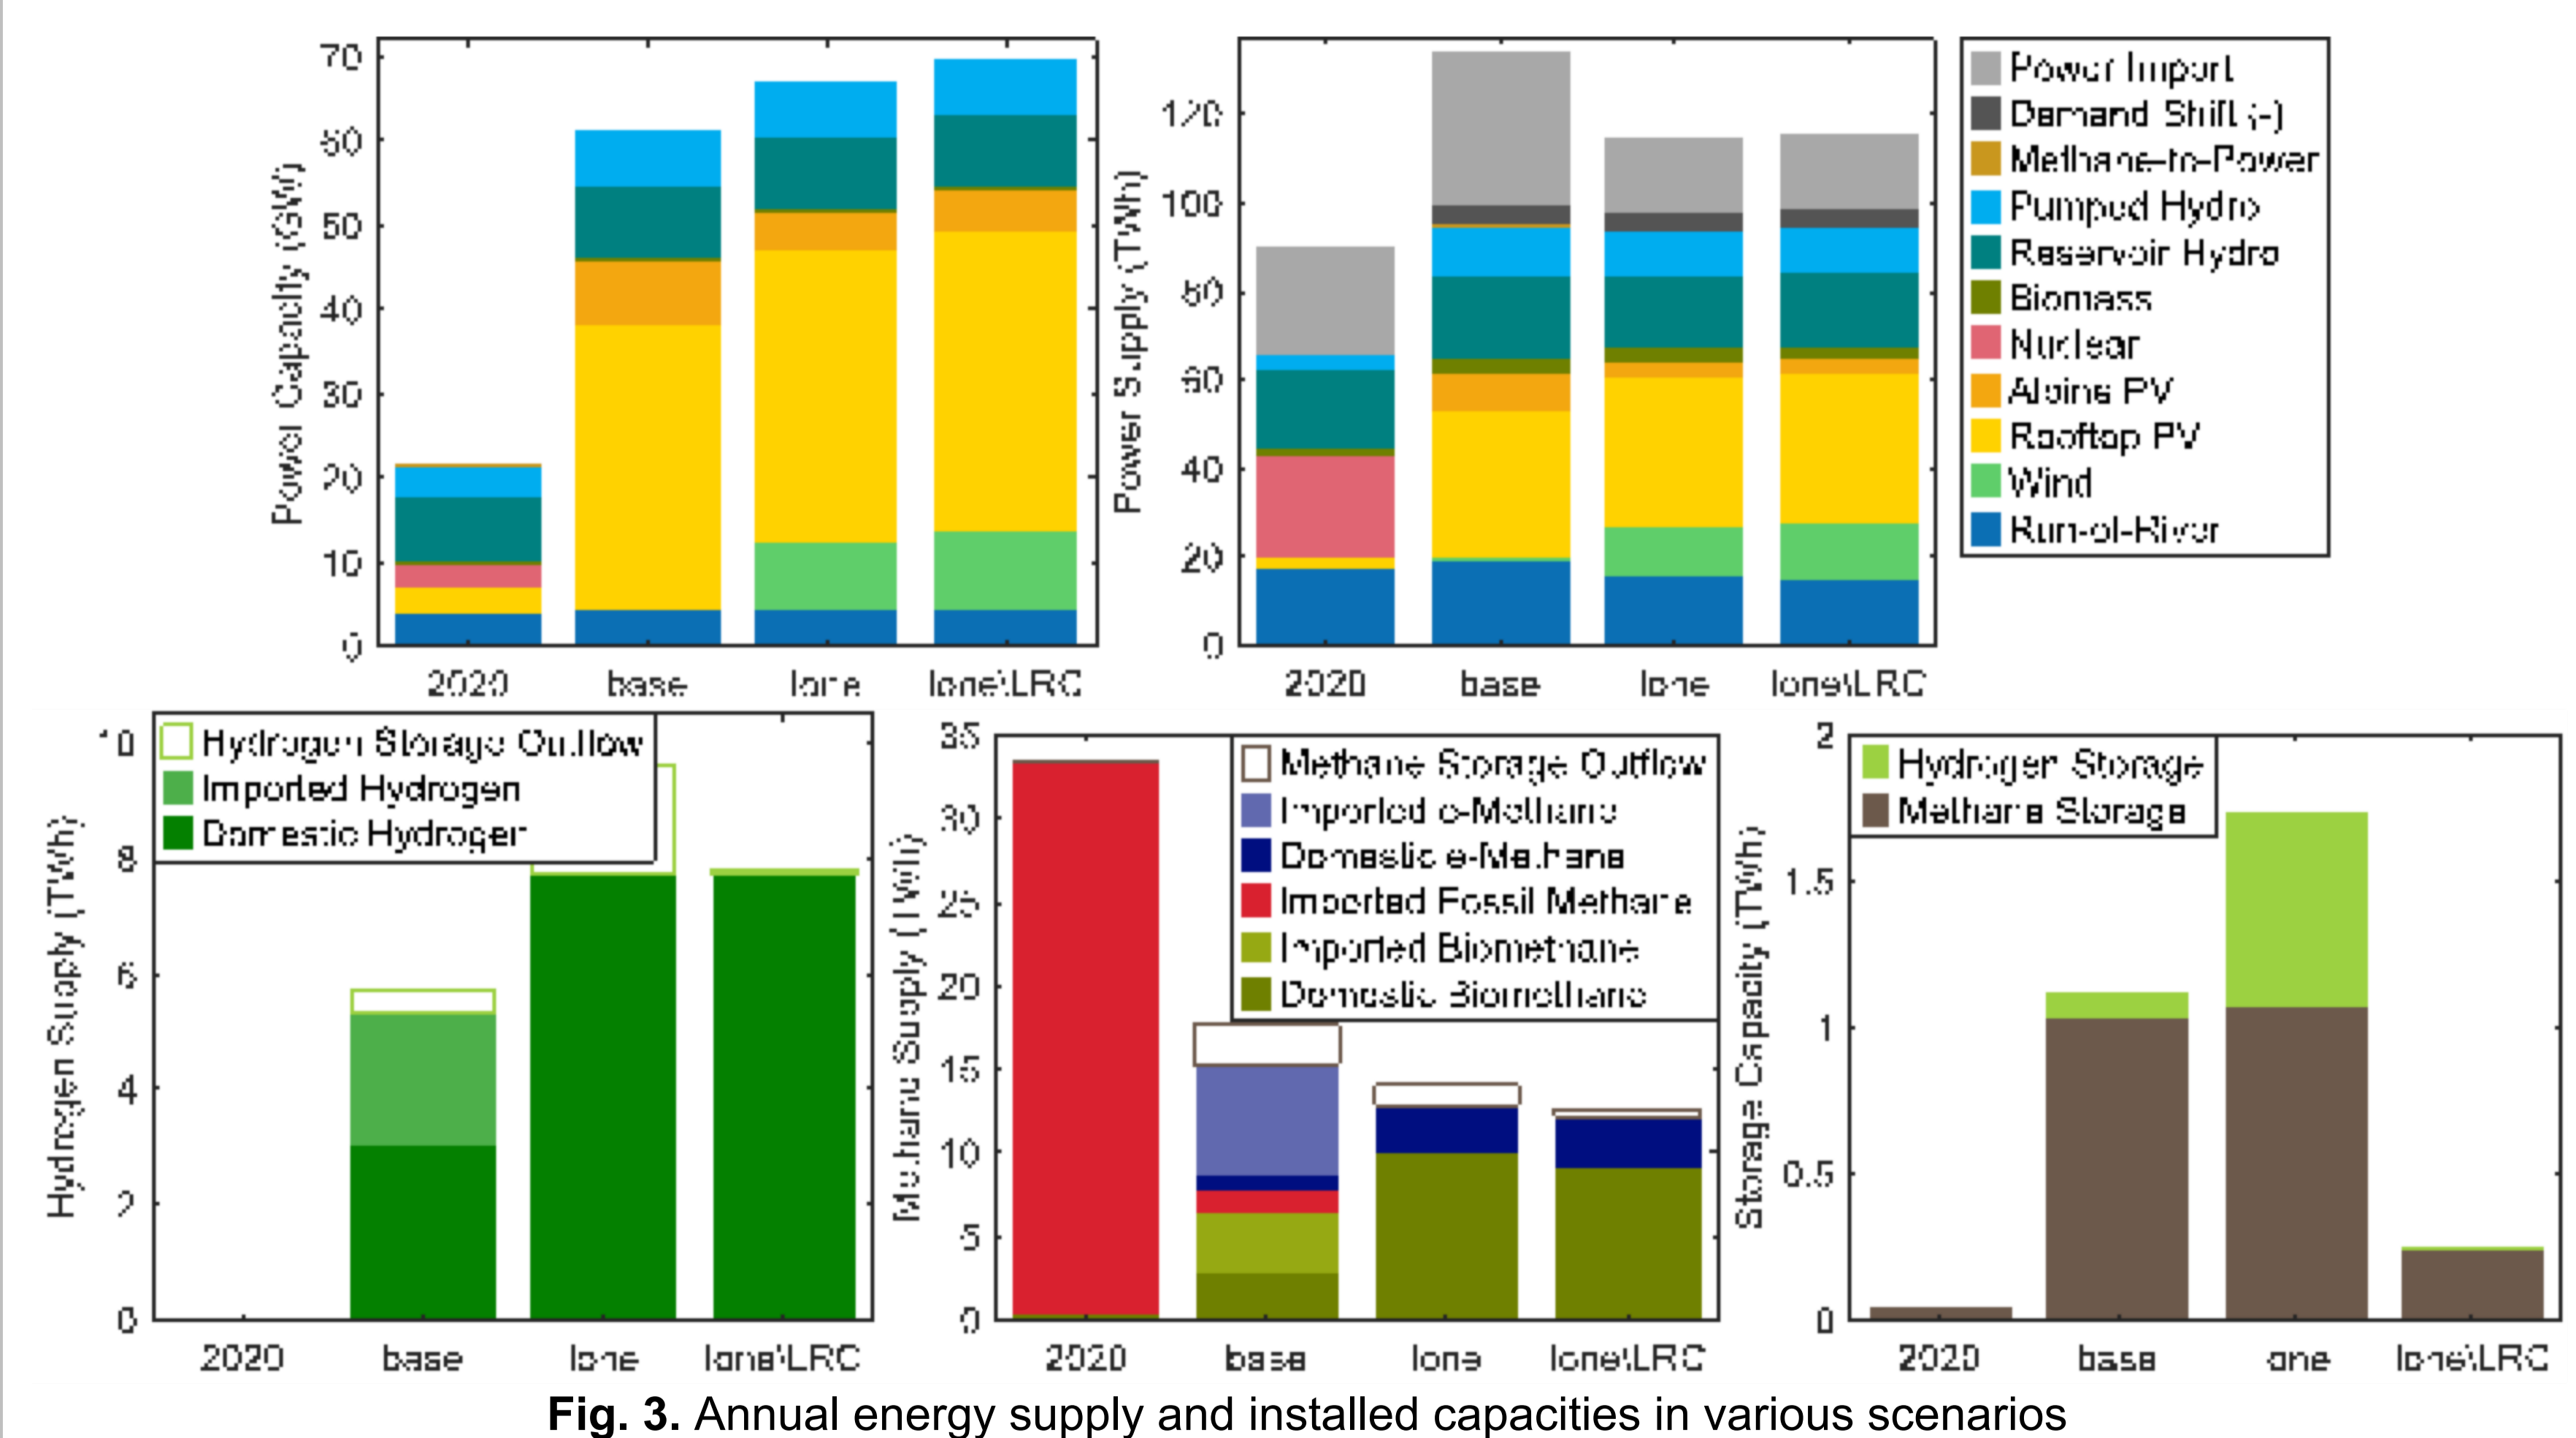 70
60
50
40
30
20
10
0
Power Capacity (GW)
2020 base lone lone\LRC
120
100
80
60
40
20
0
Power Supply (TWh)
2020 base lone lone\LRC
Power Import
Demand Shift (-)
Methane-to-Power
Pumped Hydro
Reservoir Hydro
Biomass
Nuclear
Alpine PV
Rooftop PV
Wind
Run-of-River
10
8
6
4
2
0
Hydrogen Supply (TWh)
Hydrogen Storage Outflow
Imported Hydrogen
Domestic Hydrogen
2020 base lone lone\LRC
35
30
25
20
15
10
5
0
Methane Supply (TWh)
Methane Storage Outflow
Imported e-Methane
Domestic e-Methane
Imported Fossil Methane
Imported Biomethane
Domestic Biomethane
2020 base lone lone\LRC
2
1.5
1
0.5
0
Storage Capacity (TWh)
Hydrogen Storage
Methane Storage
2020 base one lone\LRC
Fig. 3. Annual energy supply and installed capacities in various scenarios